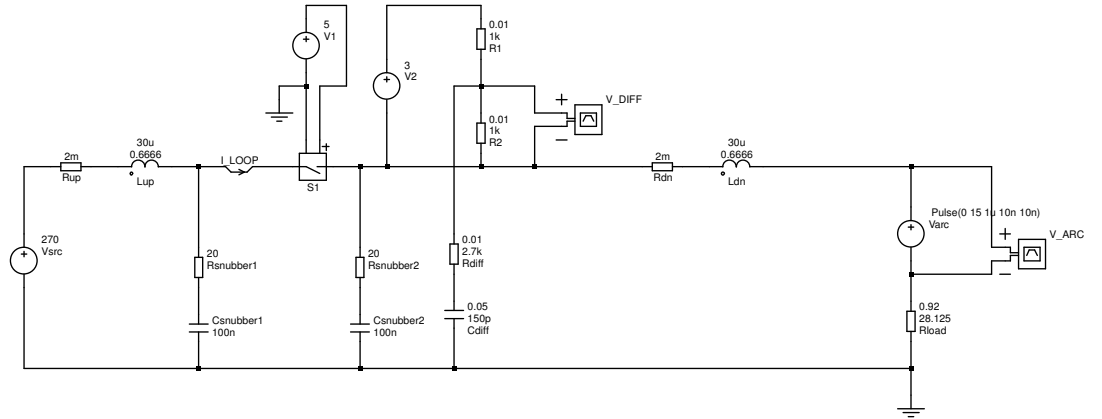 5
V1
3
V2
0.01
1k
R1
V_DIFF
+
−
0.01
1k
R2
2m
Rup
30u
0.6666
Lup
I_LOOP
+
S1
2m
Rdn
30u
0.6666
Ldn
270
Vsrc
20
Rsnubber1
Csnubber1
100n
20
Rsnubber2
Csnubber2
100n
0.01
2.7k
Rdiff
0.05
150p
Cdiff
Pulse(0 15 1u 10n 10n)
Varc
V_ARC
+
−
0.92
28.125
Rload